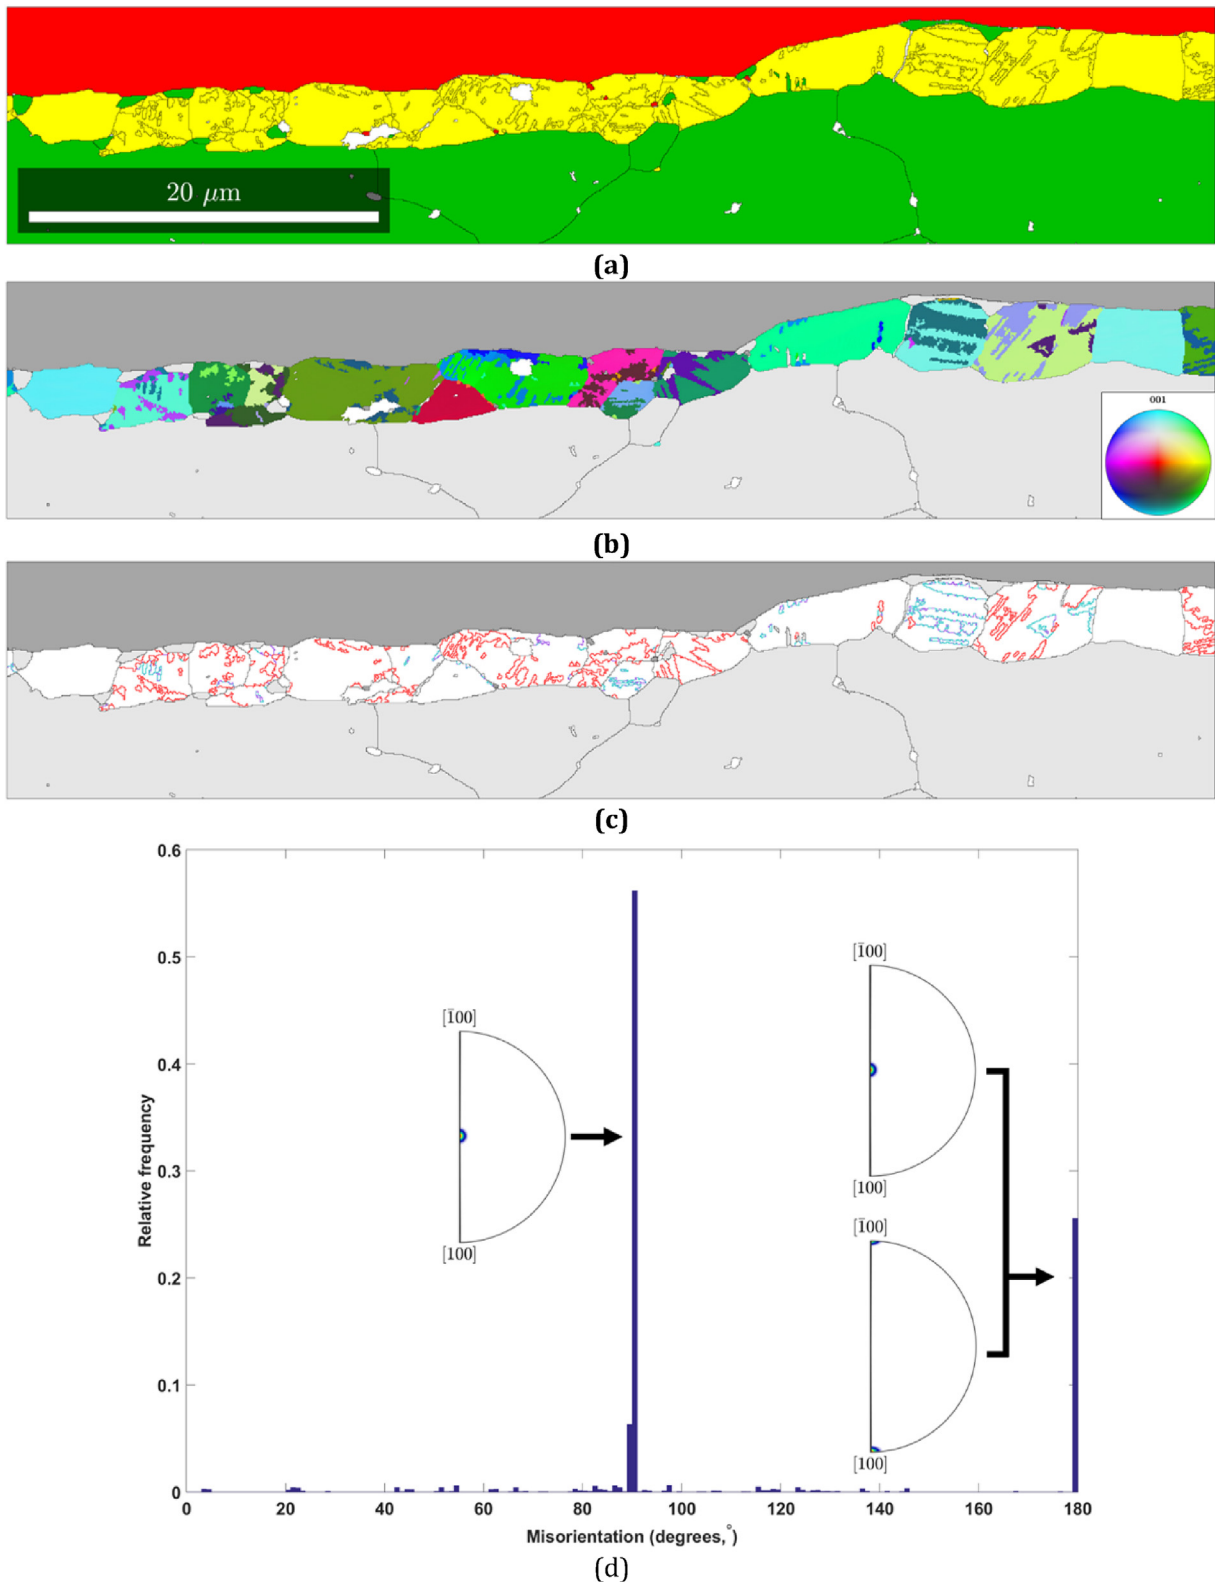 20 μm
(a)
001
(b)
(c)
0.6
0.5
0.4
0.3
0.2
0.1
0
Relative frequency
[1̄00]
[100]
[1̄00]
[100]
[1̄00]
[100]
0 20 40 60 80 100 120 140 160 180
Misorientation (degrees,°)
(d)